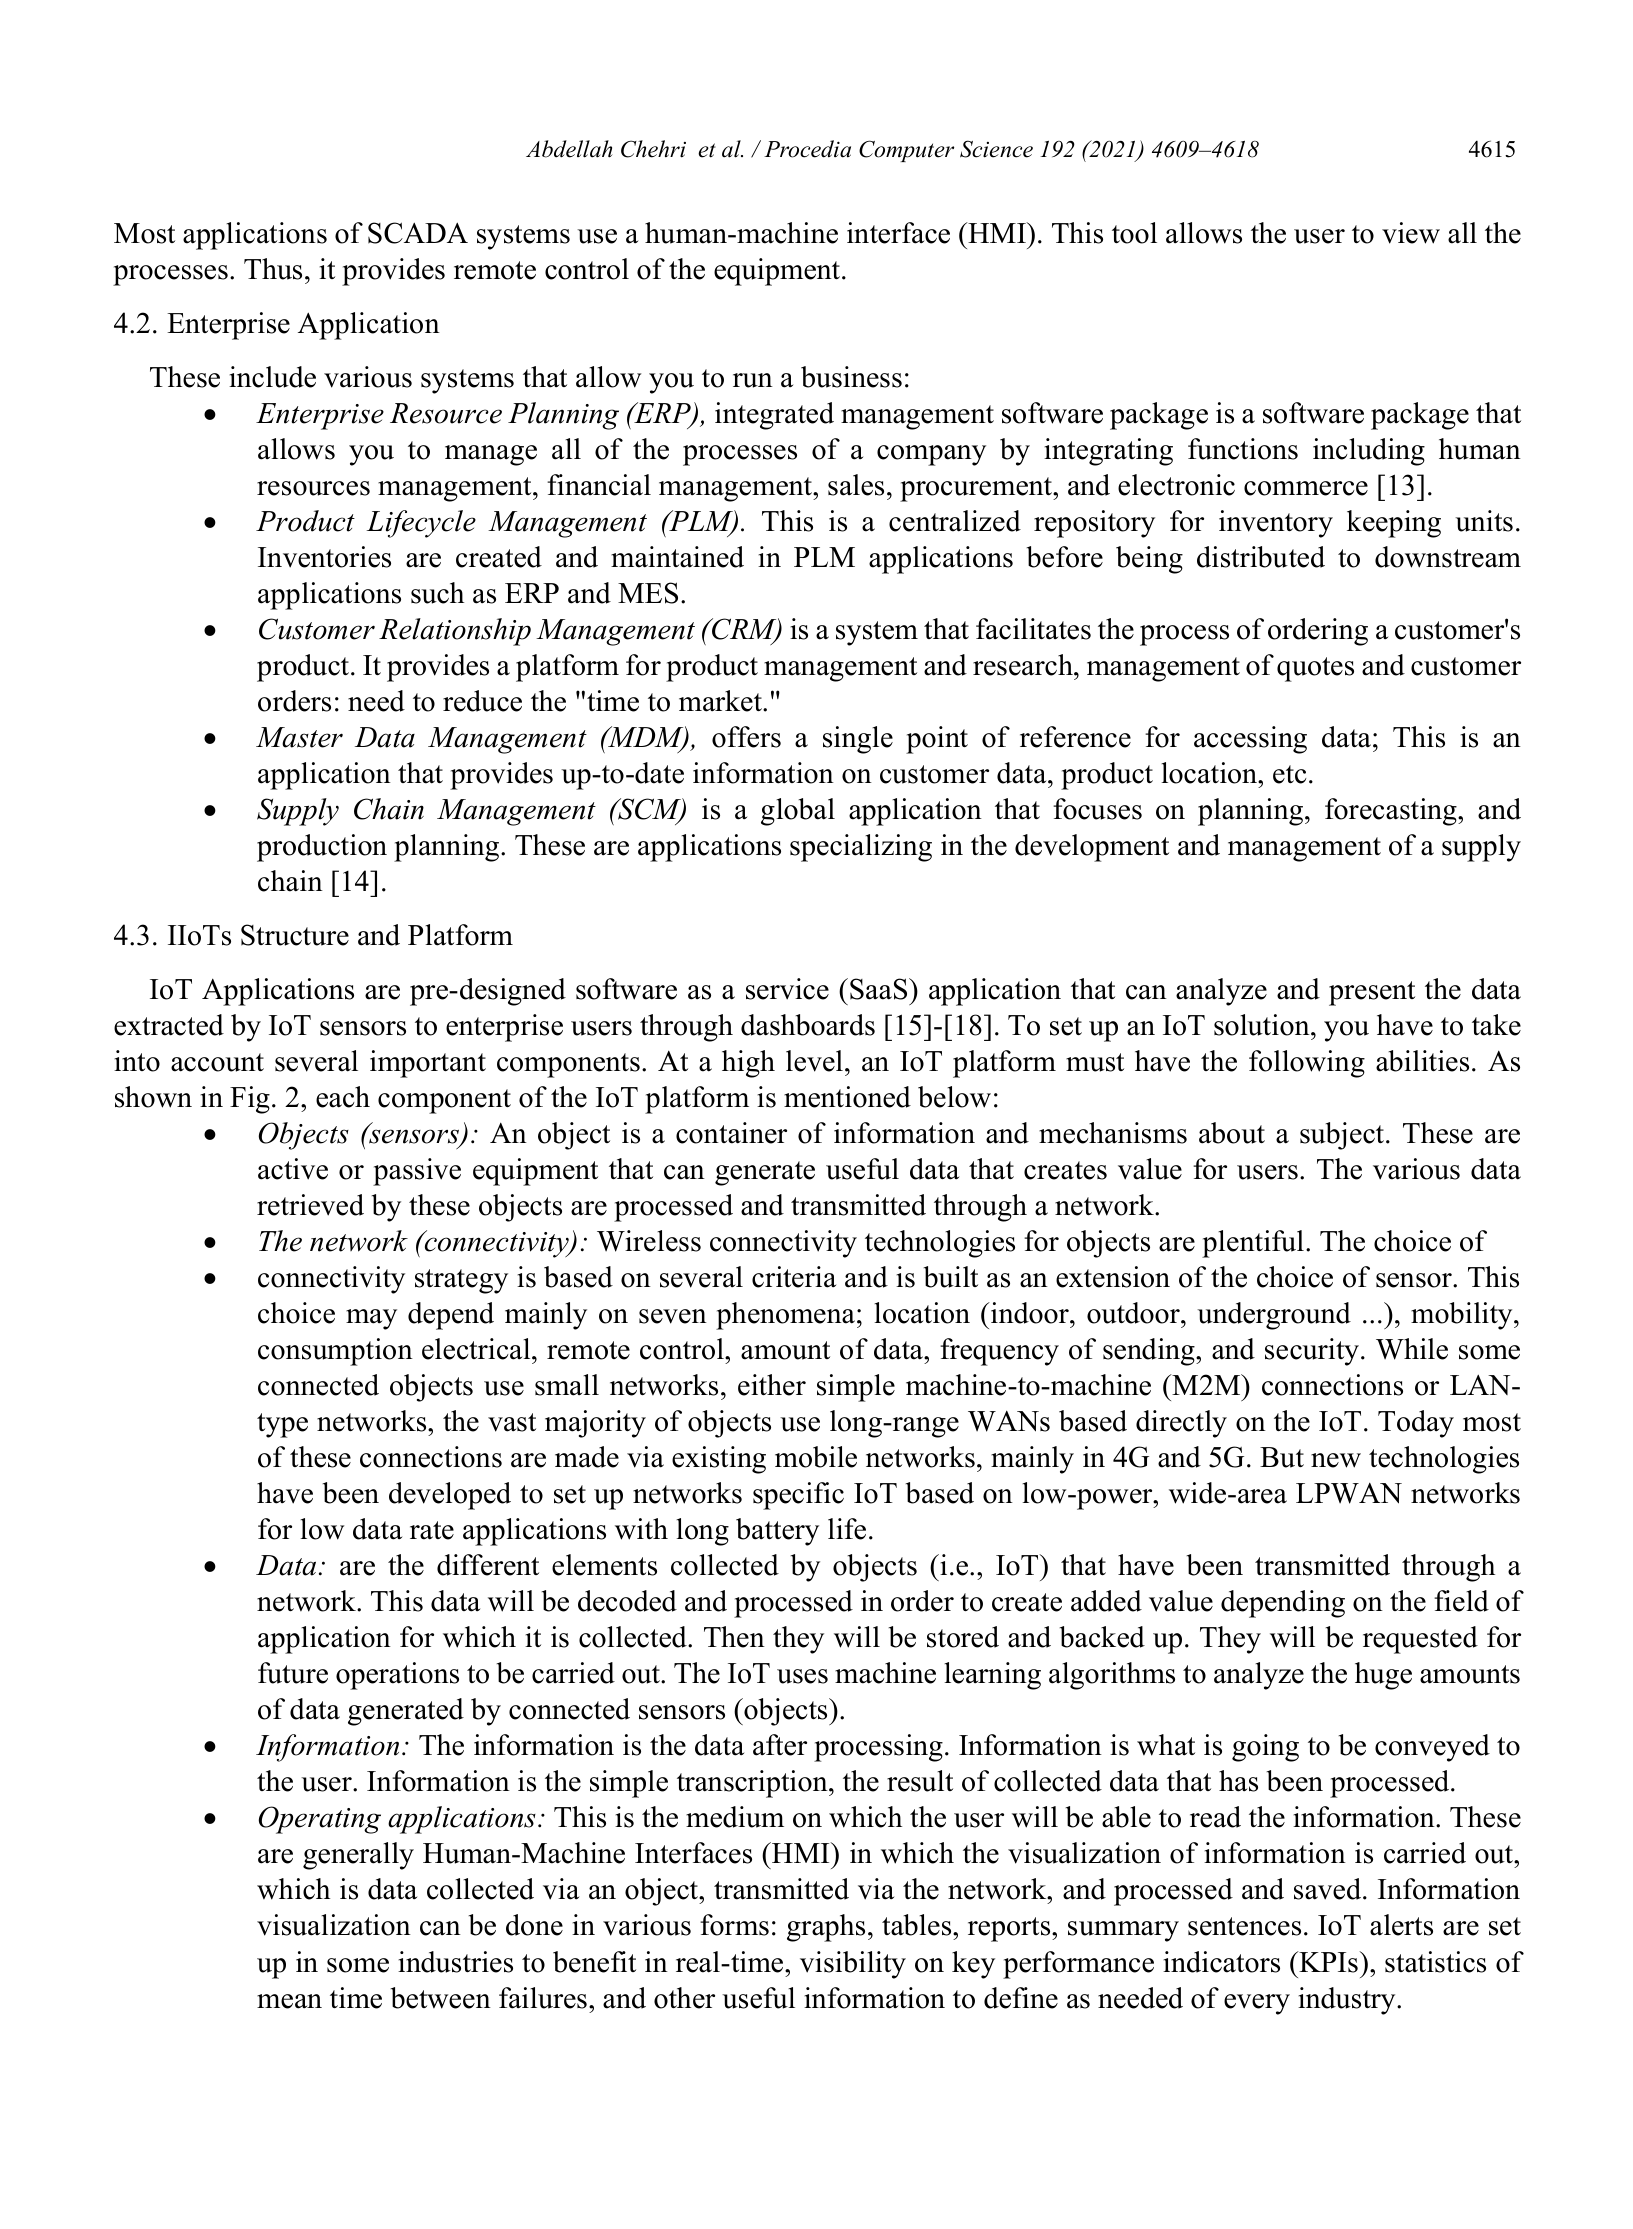 Abdellah Chehri et al. / Procedia Computer Science 192 (2021) 4609–4618 4615
Most applications of SCADA systems use a human-machine interface (HMI). This tool allows the user to view all the
processes. Thus, it provides remote control of the equipment.
4.2. Enterprise Application
These include various systems that allow you to run a business:
• Enterprise Resource Planning (ERP), integrated management software package is a software package that
allows you to manage all of the processes of a company by integrating functions including human
resources management, financial management, sales, procurement, and electronic commerce [13].
• Product Lifecycle Management (PLM). This is a centralized repository for inventory keeping units.
Inventories are created and maintained in PLM applications before being distributed to downstream
applications such as ERP and MES.
• Customer Relationship Management (CRM) is a system that facilitates the process of ordering a customer's
product. It provides a platform for product management and research, management of quotes and customer
orders: need to reduce the "time to market."
• Master Data Management (MDM), offers a single point of reference for accessing data; This is an
application that provides up-to-date information on customer data, product location, etc.
• Supply Chain Management (SCM) is a global application that focuses on planning, forecasting, and
production planning. These are applications specializing in the development and management of a supply
chain [14].
4.3. IIoTs Structure and Platform
IoT Applications are pre-designed software as a service (SaaS) application that can analyze and present the data
extracted by IoT sensors to enterprise users through dashboards [15]-[18]. To set up an IoT solution, you have to take
into account several important components. At a high level, an IoT platform must have the following abilities. As
shown in Fig. 2, each component of the IoT platform is mentioned below:
• Objects (sensors): An object is a container of information and mechanisms about a subject. These are
active or passive equipment that can generate useful data that creates value for users. The various data
retrieved by these objects are processed and transmitted through a network.
• The network (connectivity): Wireless connectivity technologies for objects are plentiful. The choice of
• connectivity strategy is based on several criteria and is built as an extension of the choice of sensor. This
choice may depend mainly on seven phenomena; location (indoor, outdoor, underground ...), mobility,
consumption electrical, remote control, amount of data, frequency of sending, and security. While some
connected objects use small networks, either simple machine-to-machine (M2M) connections or LAN-
type networks, the vast majority of objects use long-range WANs based directly on the IoT. Today most
of these connections are made via existing mobile networks, mainly in 4G and 5G. But new technologies
have been developed to set up networks specific IoT based on low-power, wide-area LPWAN networks
for low data rate applications with long battery life.
• Data: are the different elements collected by objects (i.e., IoT) that have been transmitted through a
network. This data will be decoded and processed in order to create added value depending on the field of
application for which it is collected. Then they will be stored and backed up. They will be requested for
future operations to be carried out. The IoT uses machine learning algorithms to analyze the huge amounts
of data generated by connected sensors (objects).
• Information: The information is the data after processing. Information is what is going to be conveyed to
the user. Information is the simple transcription, the result of collected data that has been processed.
• Operating applications: This is the medium on which the user will be able to read the information. These
are generally Human-Machine Interfaces (HMI) in which the visualization of information is carried out,
which is data collected via an object, transmitted via the network, and processed and saved. Information
visualization can be done in various forms: graphs, tables, reports, summary sentences. IoT alerts are set
up in some industries to benefit in real-time, visibility on key performance indicators (KPIs), statistics of
mean time between failures, and other useful information to define as needed of every industry.